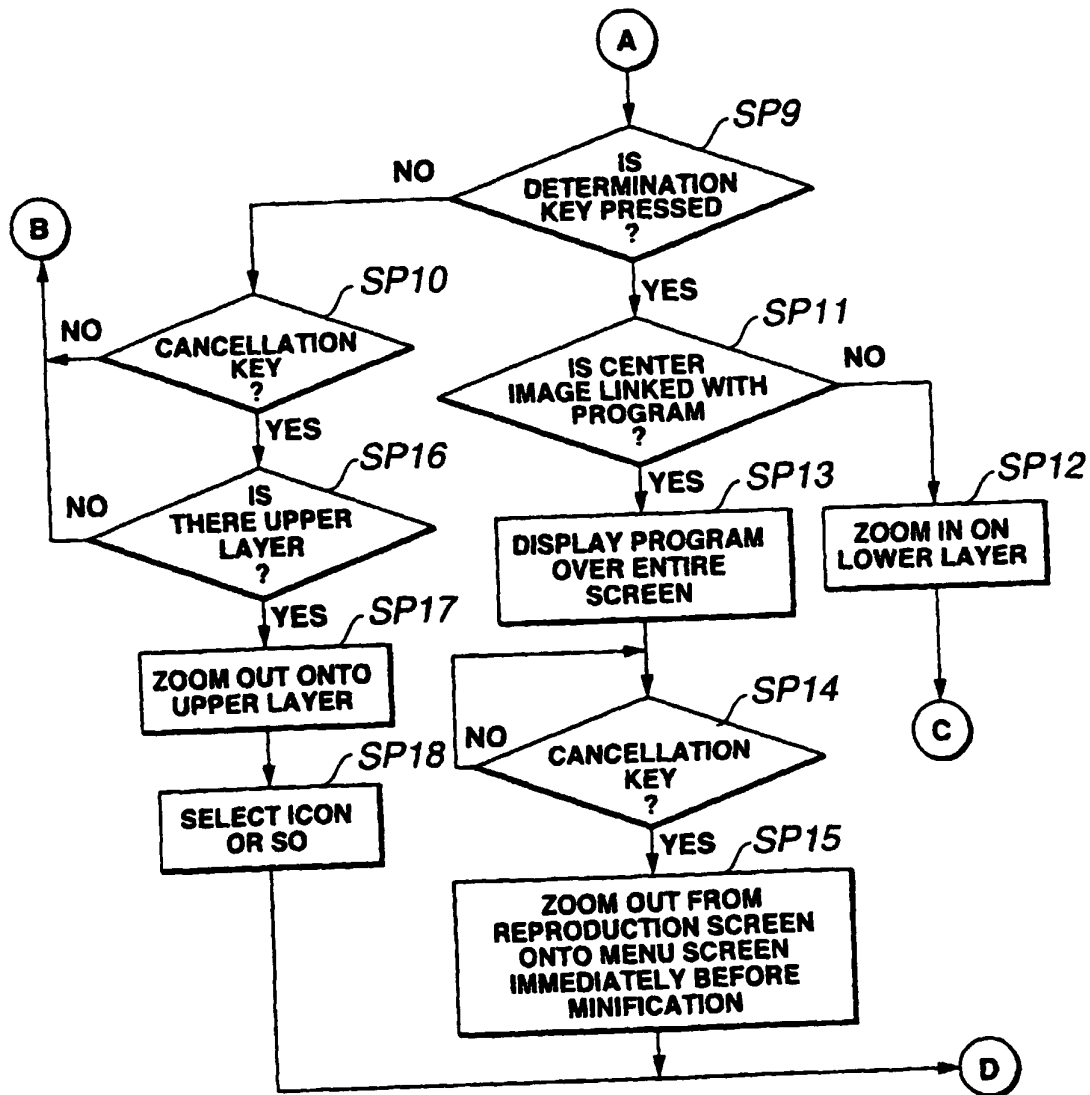 A
SP9
NO
IS
DETERMINATION
KEY PRESSED
?
B
YES
SP10
NO
CANCELLATION
KEY
?
SP11
IS CENTER
IMAGE LINKED WITH
PROGRAM
?
NO
YES
SP16
NO
IS
THERE UPPER
LAYER
?
YES
SP13
DISPLAY PROGRAM
OVER ENTIRE
SCREEN
SP12
ZOOM IN ON
LOWER LAYER
YES
SP17
ZOOM OUT ONTO
UPPER LAYER
SP14
NO
CANCELLATION
KEY
?
C
SP18
SELECT ICON
OR SO
YES
SP15
ZOOM OUT FROM
REPRODUCTION SCREEN
ONTO MENU SCREEN
IMMEDIATELY BEFORE
MINIFICATION
D